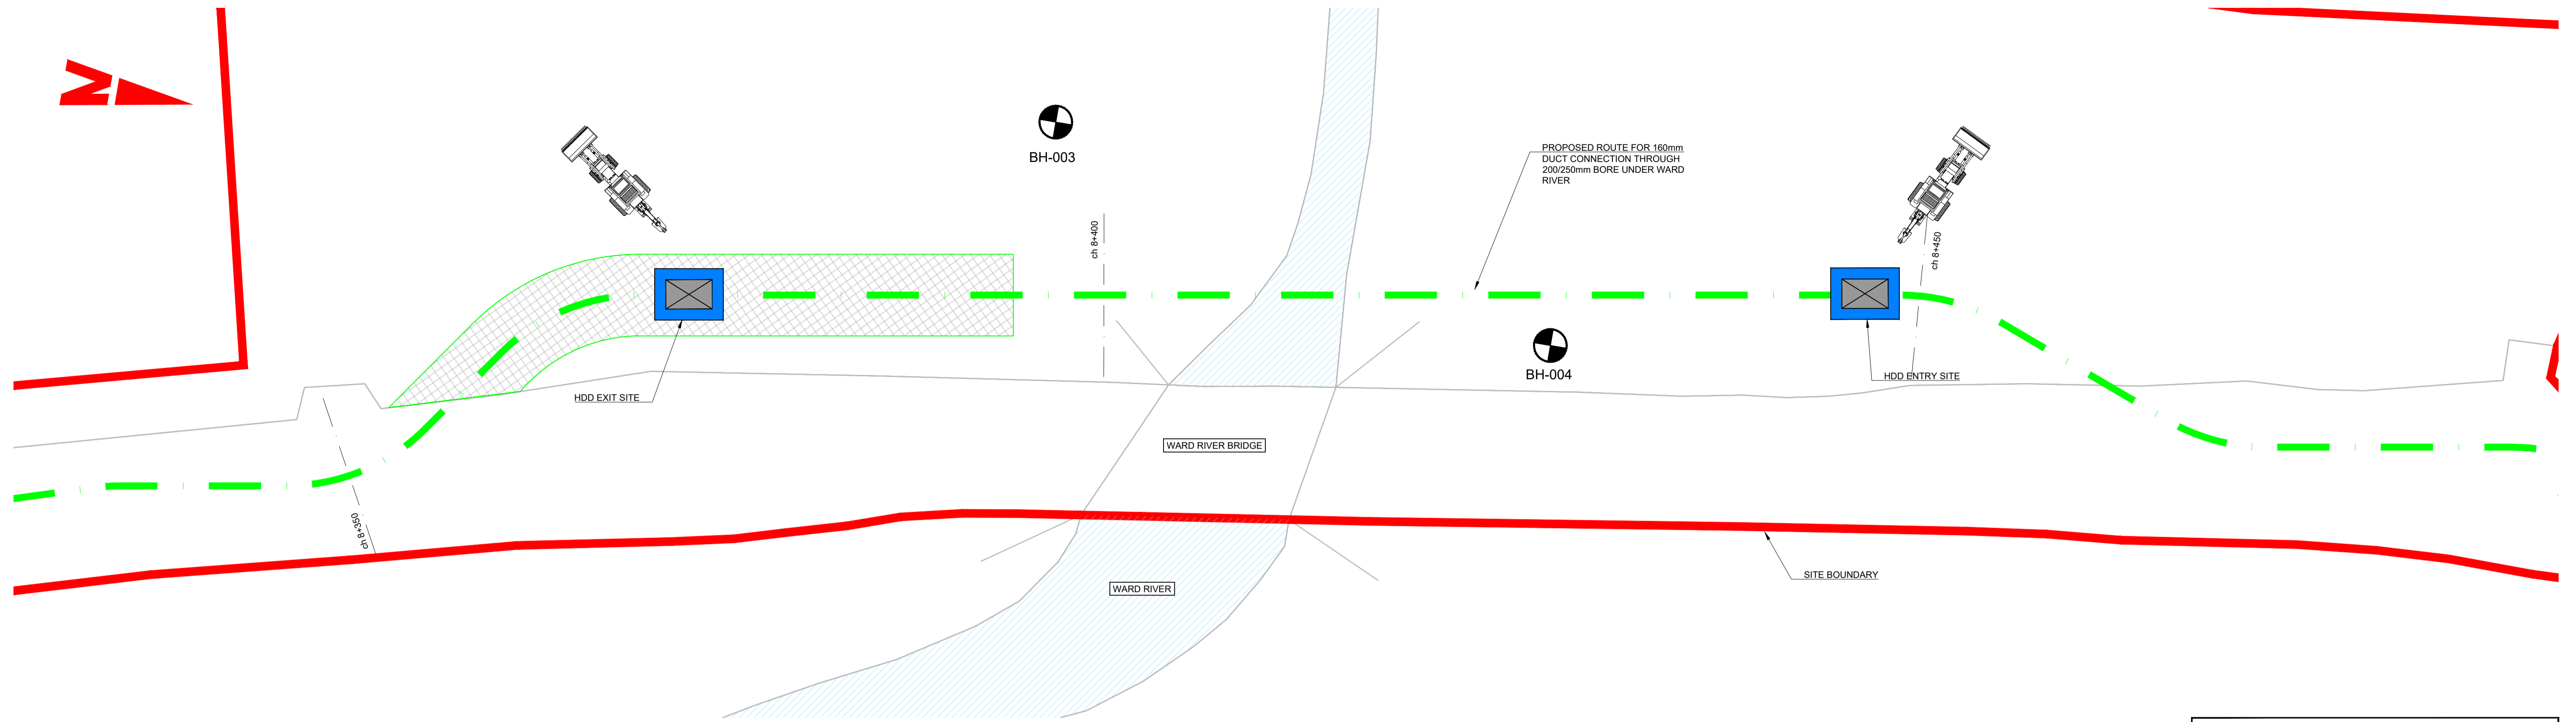 N
BH-003
PROPOSED ROUTE FOR 160mm
DUCT CONNECTION THROUGH
200/250mm BORE UNDER WARD
RIVER
ch 8+400
ch 8+450
BH-004
HDD EXIT SITE
HDD ENTRY SITE
WARD RIVER BRIDGE
ch 8+350
SITE BOUNDARY
WARD RIVER